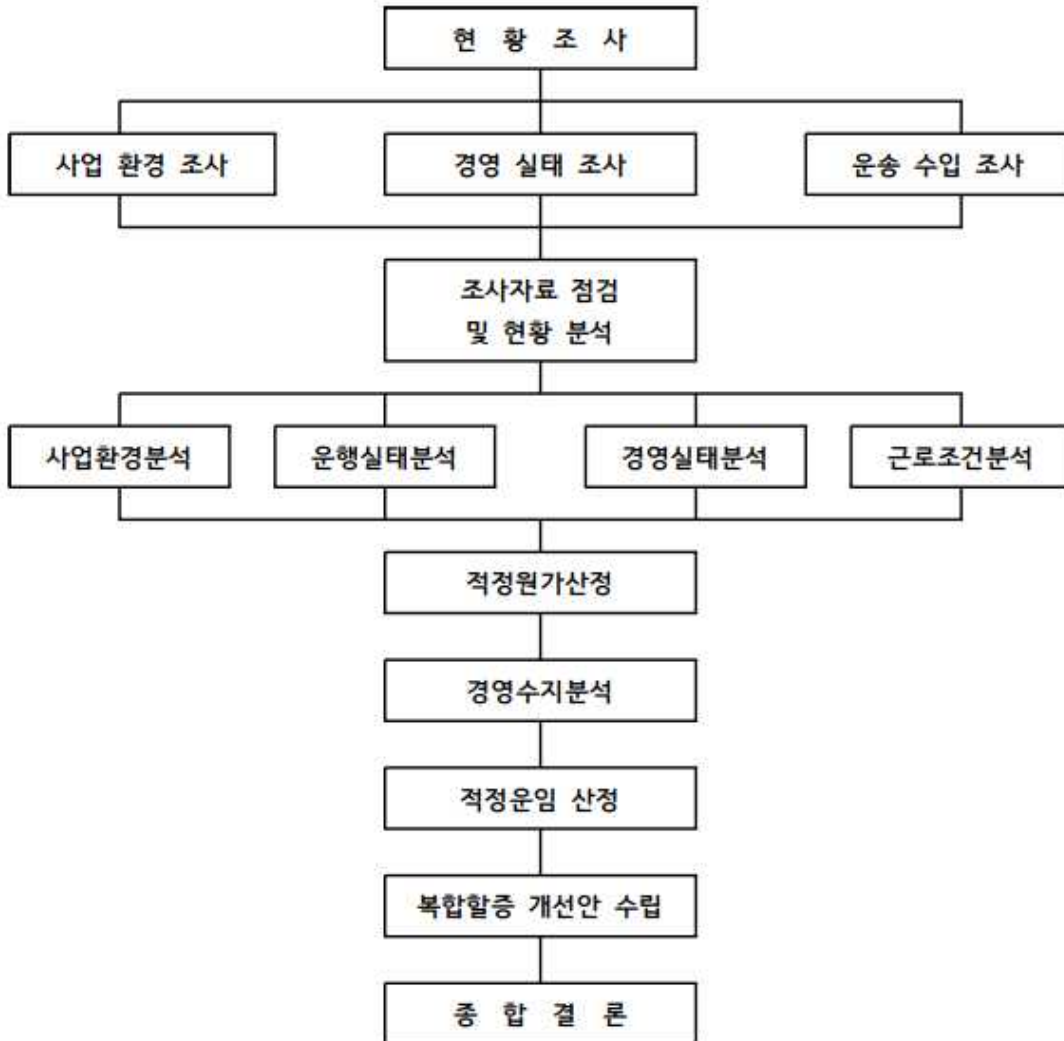 현 황 조 사
사업 환경 조사
경영 실태 조사
운송 수입 조사
조사자료 점검
및 현황 분석
사업환경분석
운행실태분석
경영실태분석
근로조건분석
적정원가산정
경영수지분석
적정운임 산정
복합할증 개선안 수립
종 합 결 론